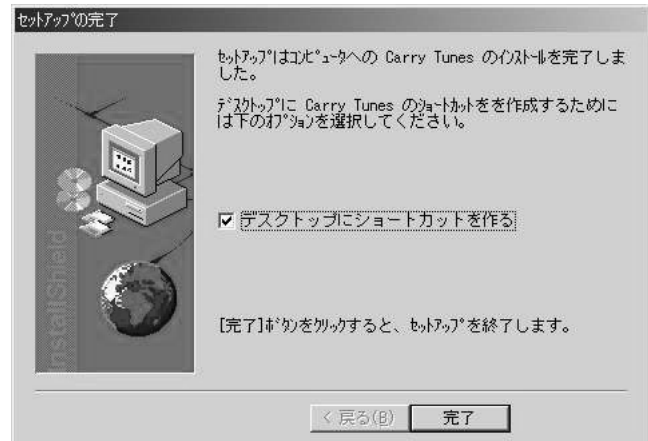 ｾｯﾄｱｯﾌﾟの完了
ｾｯﾄｱｯﾌﾟはｺﾝﾋﾟｭｰﾀへの Carry Tunes のｲﾝｽﾄｰﾙを完了しま
した。
ﾃﾞｽｸﾄｯﾌﾟに Carry Tunes のｼｮｰﾄｶｯﾄをを作成するために
は下のｵﾌﾟｼｮﾝを選択してください。
デスクトップにショートカットを作る
InstallShield
[完了]ﾎﾞﾀﾝをｸﾘｯｸすると、ｾｯﾄｱｯﾌﾟを終了します。
< 戻る(B)
完了